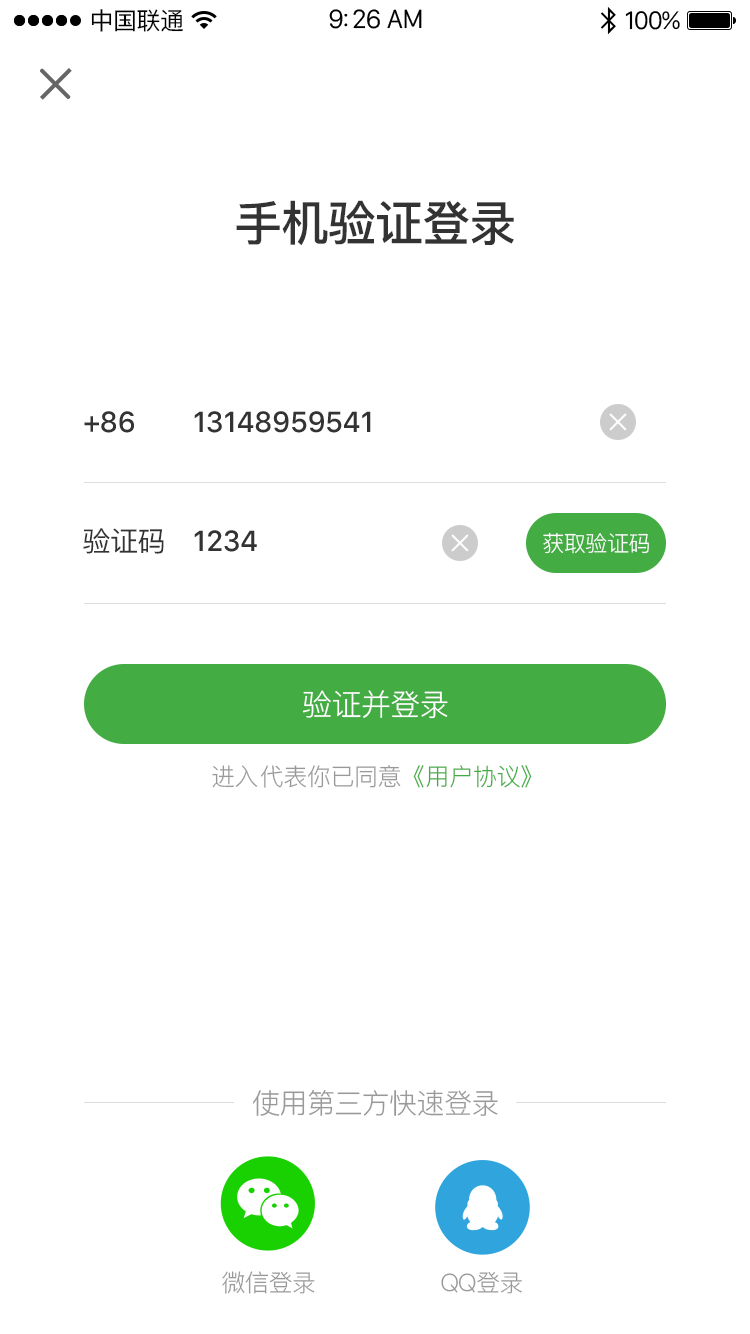 中国联通 9:26 AM 100%
手机验证登录
+86 13148959541
验证码 1234 获取验证码
验证并登录
进入代表你已同意《用户协议》
使用第三方快速登录
微信登录 QQ登录